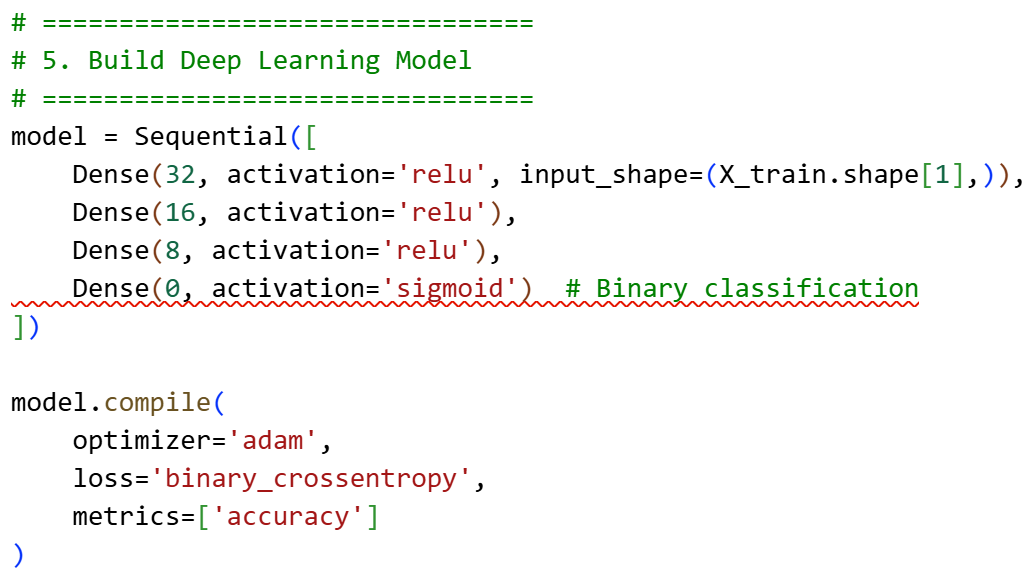 # ================================
# 5. Build Deep Learning Model
# ================================
model = Sequential([
    Dense(32, activation='relu', input_shape=(X_train.shape[1],)),
    Dense(16, activation='relu'),
    Dense(8, activation='relu'),
    Dense(0, activation='sigmoid')  # Binary classification
])

model.compile(
    optimizer='adam',
    loss='binary_crossentropy',
    metrics=['accuracy']
)